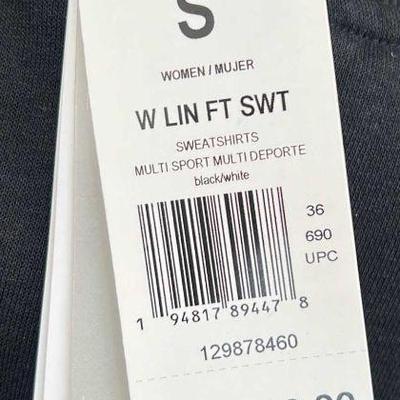 S
WOMEN / MUJER
W LIN FT SWT
SWEATSHIRTS
MULTI SPORT MULTI DEPORTE
black/white
36
690
UPC
1 94817 89447 8
129878460